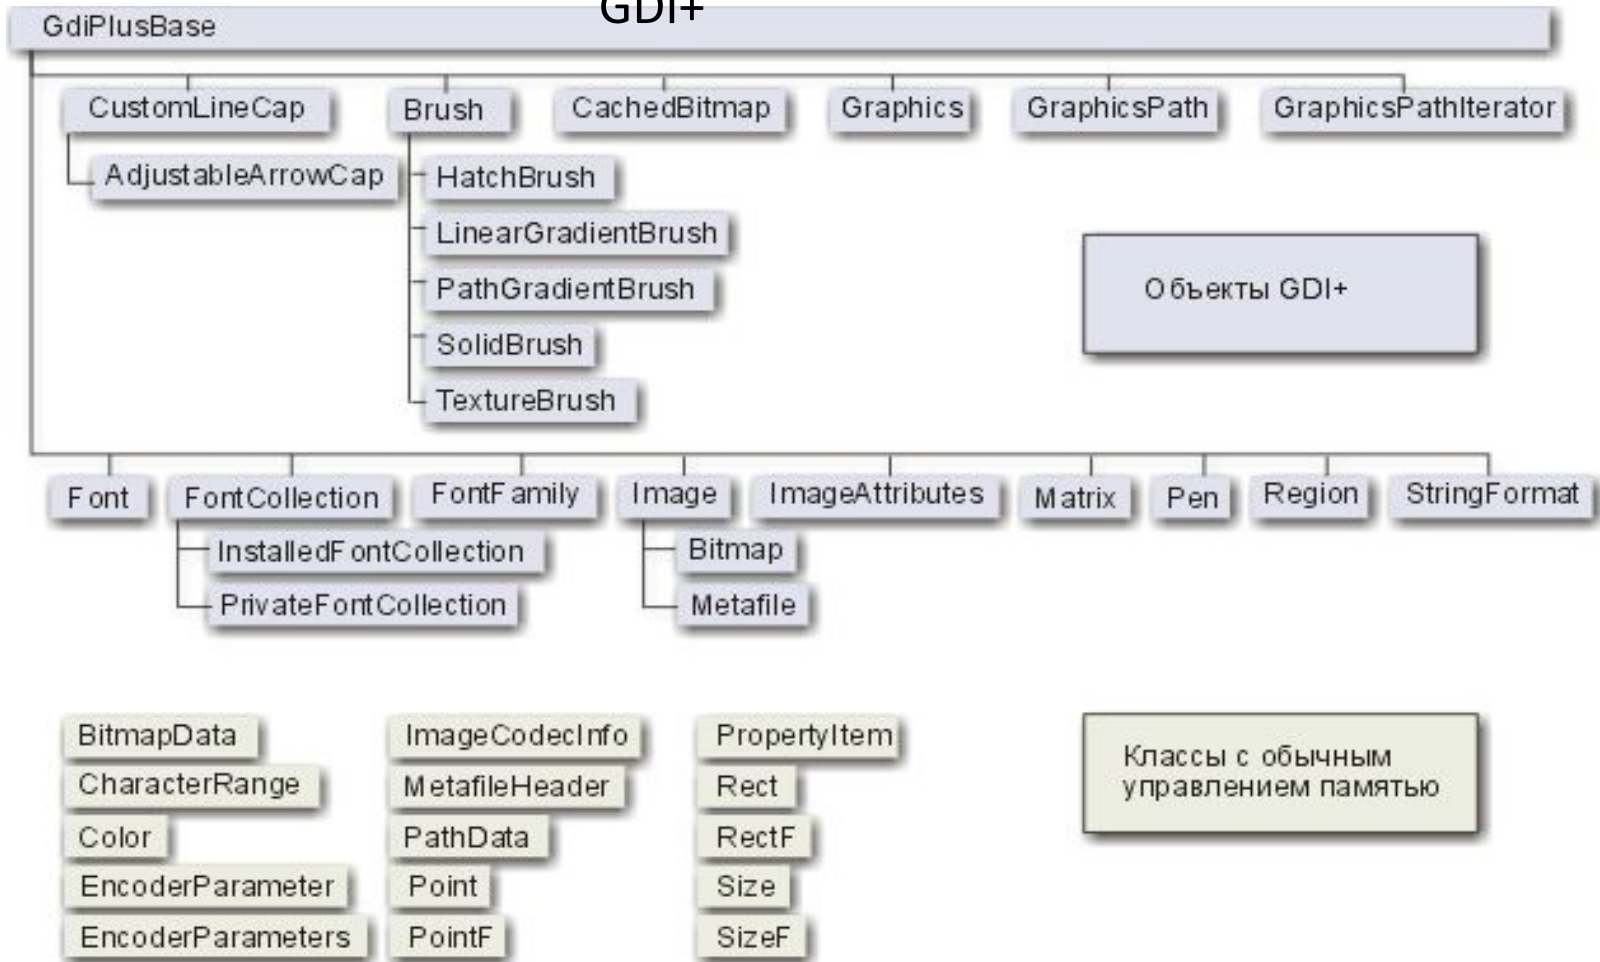 GDI+
GdiPlusBase
CustomLineCap
Brush
CachedBitmap
Graphics
GraphicsPath
GraphicsPathIterator
AdjustableArrowCap
HatchBrush
LinearGradientBrush
PathGradientBrush
SolidBrush
TextureBrush
Объекты GDI+
Font
FontCollection
FontFamily
Image
ImageAttributes
Matrix
Pen
Region
StringFormat
InstalledFontCollection
PrivateFontCollection
Bitmap
Metafile
BitmapData
CharacterRange
Color
EncoderParameter
EncoderParameters
ImageCodecInfo
MetafileHeader
PathData
Point
PointF
PropertyItem
Rect
RectF
Size
SizeF
Классы с обычным
управлением памятью